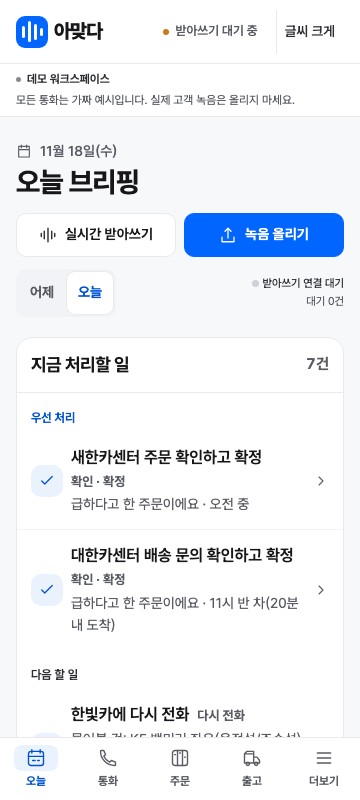 아맞다
받아쓰기 대기 중
글씨 크게
데모 워크스페이스
모든 통화는 가짜 예시입니다. 실제 고객 녹음은 올리지 마세요.
11월 18일(수)
오늘 브리핑
실시간 받아쓰기
녹음 올리기
어제
오늘
받아쓰기 연결 대기
대기 0건
지금 처리할 일
7건
우선 처리
새한카센터 주문 확인하고 확정
확인 · 확정
급하다고 한 주문이에요 · 오전 중
대한카센터 배송 문의 확인하고 확정
확인 · 확정
급하다고 한 주문이에요 · 11시 반 차(20분
내 도착)
다음 할 일
한빛카에 다시 전화 다시 전화
오늘
통화
주문
출고
더보기